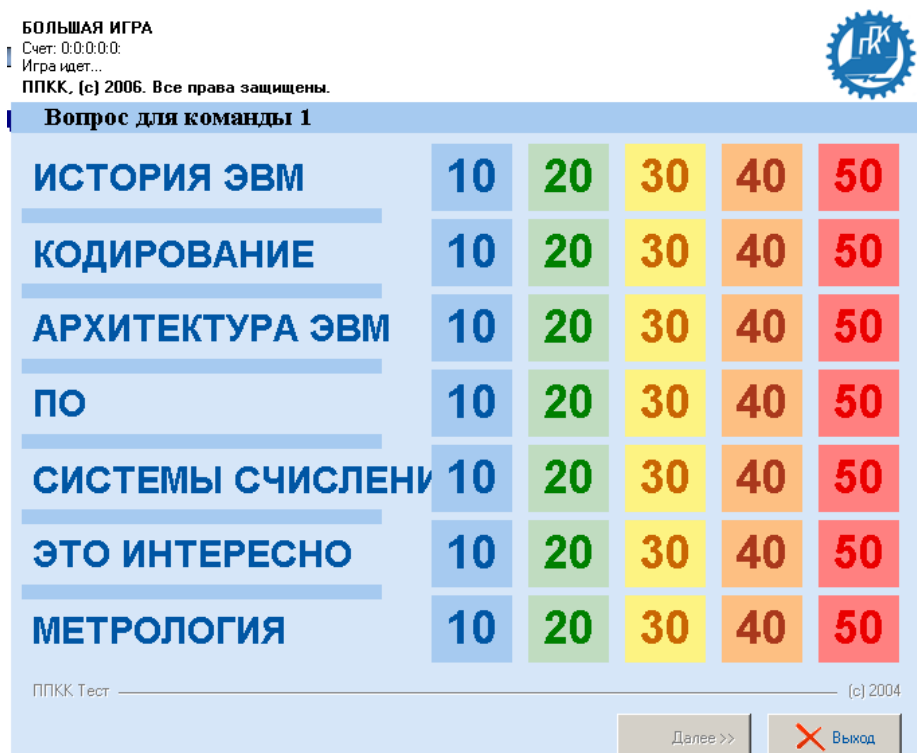 БОЛЬШАЯ ИГРА
Счет: 0:0:0:0:0:
Игра идет...
ППКК, (c) 2006. Все права защищены.
ППК
Вопрос для команды 1
ИСТОРИЯ ЭВМ 10 20 30 40 50
КОДИРОВАНИЕ 10 20 30 40 50
АРХИТЕКТУРА ЭВМ 10 20 30 40 50
ПО 10 20 30 40 50
СИСТЕМЫ СЧИСЛЕНИ 10 20 30 40 50
ЭТО ИНТЕРЕСНО 10 20 30 40 50
МЕТРОЛОГИЯ 10 20 30 40 50
ППКК Тест (c) 2004
Далее >> Выход